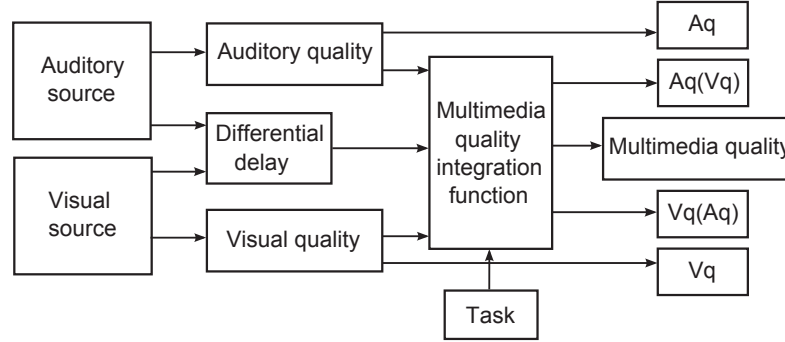 Auditory
source
Visual
source
Auditory quality
Differential
delay
Visual quality
Multimedia
quality
integration
function
Task
Aq
Aq(Vq)
Multimedia quality
Vq(Aq)
Vq